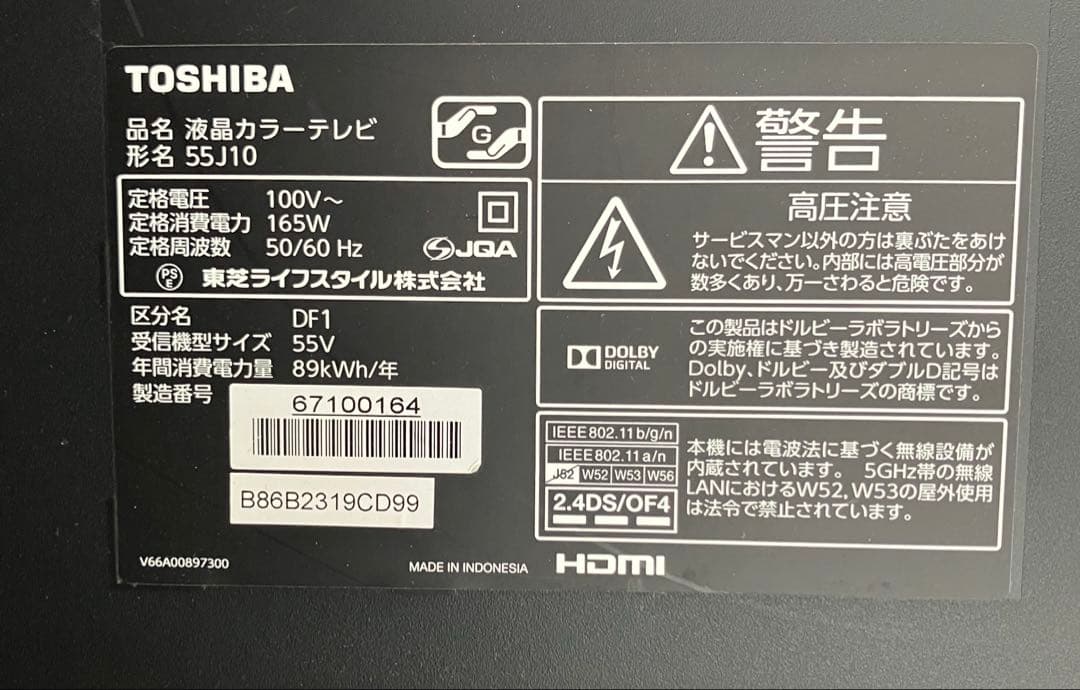 TOSHIBA
品名 液晶カラーテレビ
形名 55J10
G
定格電圧 100V～
定格消費電力 165W
定格周波数 50/60 Hz
JQA
PS
E
東芝ライフスタイル株式会社
区分名 DF1
受信機型サイズ 55V
年間消費電力量 89kWh/年
製造番号
67100164
B86B2319CD99
V66A00897300
MADE IN INDONESIA
警告
高圧注意
サービスマン以外の方は裏ぶたをあけ
ないでください。内部には高電圧部分が
数多くあり、万一さわると危険です。
DOLBY
DIGITAL
この製品はドルビーラボラトリーズから
の実施権に基づき製造されています。
Dolby、ドルビー及びダブルD記号は
ドルビーラボラトリーズの商標です。
IEEE802.11b/g/n
IEEE802.11a/n
J52 W52 W53 W56
2.4DS/OF4
本機には電波法に基づく無線設備が
内蔵されています。 5GHz帯の無線
LANにおけるW52, W53の屋外使用
は法令で禁止されています。
HDMI